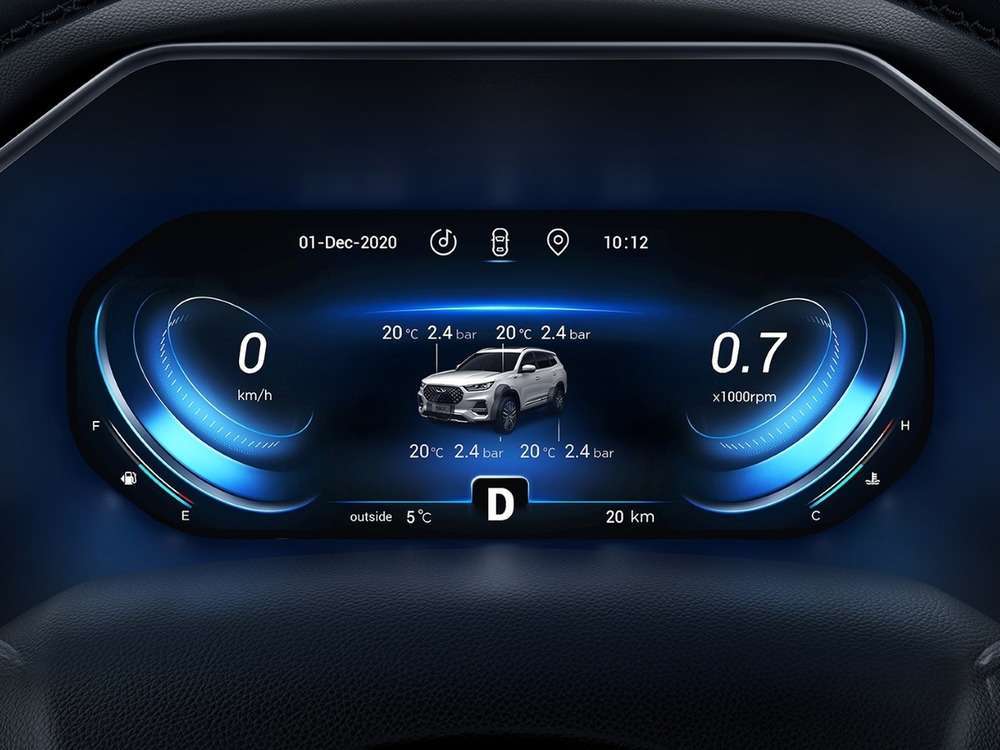 01-Dec-2020 10:12
20 °C 2.4 bar 20 °C 2.4 bar
0 0.7
km/h x1000rpm
F H
20°C 2.4 bar 20 °C 2.4 bar
E C
outside 5°C D 20 km